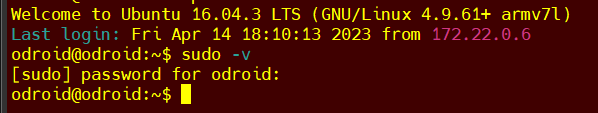 Welcome to Ubuntu 16.04.3 LTS (GNU/Linux 4.9.61+ armv7l)
Last login: Fri Apr 14 18:10:13 2023 from 172.22.0.6
odroid@odroid:~$ sudo -v
[sudo] password for odroid:
odroid@odroid:~$